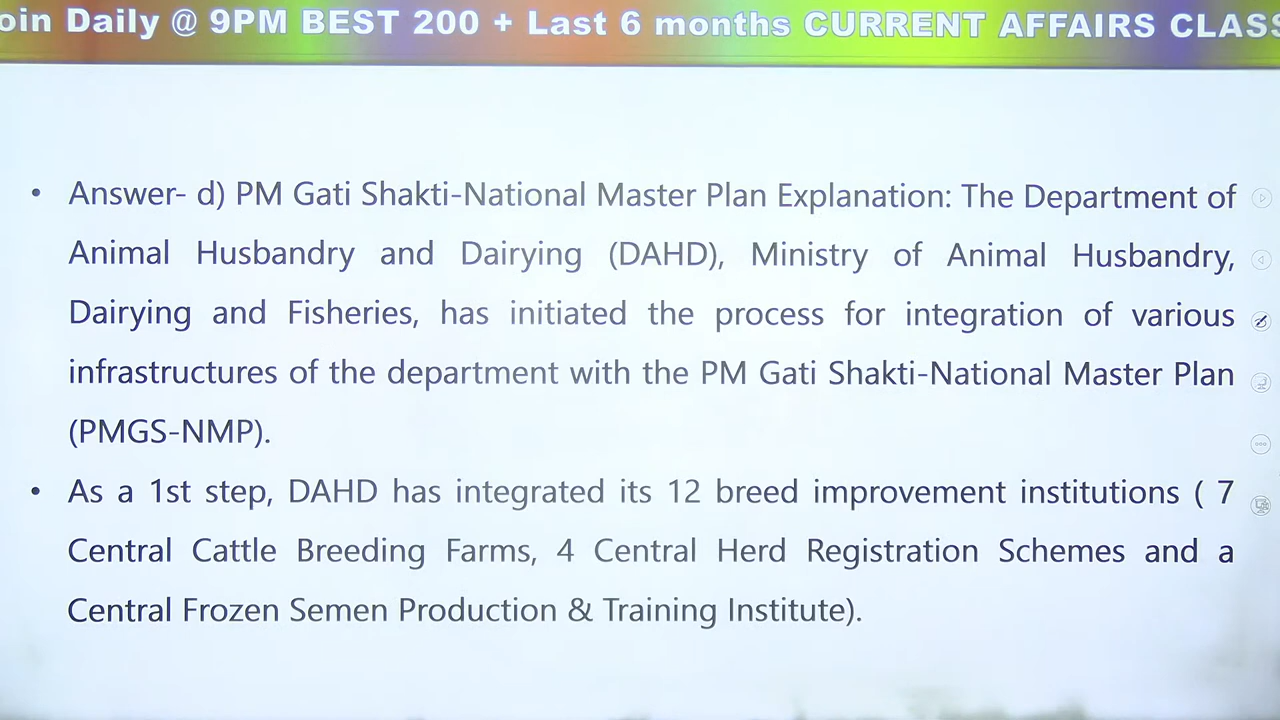 oin Daily @ 9PM BEST 200 + Last 6 months CURRENT AFFAIRS CLASS
• Answer- d) PM Gati Shakti-National Master Plan Explanation: The Department of
Animal Husbandry and Dairying (DAHD), Ministry of Animal Husbandry,
Dairying and Fisheries, has initiated the process for integration of various
infrastructures of the department with the PM Gati Shakti-National Master Plan
(PMGS-NMP).
• As a 1st step, DAHD has integrated its 12 breed improvement institutions ( 7
Central Cattle Breeding Farms, 4 Central Herd Registration Schemes and a
Central Frozen Semen Production & Training Institute).